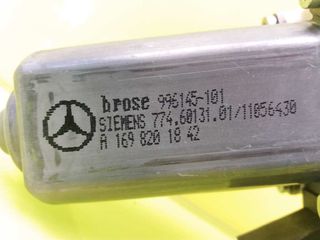 brose 996145-101
SIEMENS 774.60131.01/11056430
A 169 820 18 42